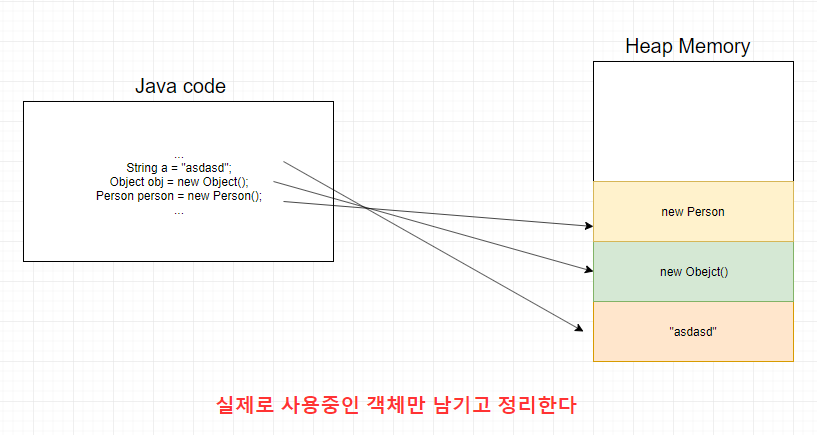 Java code
...
String a = "asdasd";
Object obj = new Object();
Person person = new Person();
...
Heap Memory
new Person
new Obejct()
"asdasd"
실제로 사용중인 객체만 남기고 정리한다